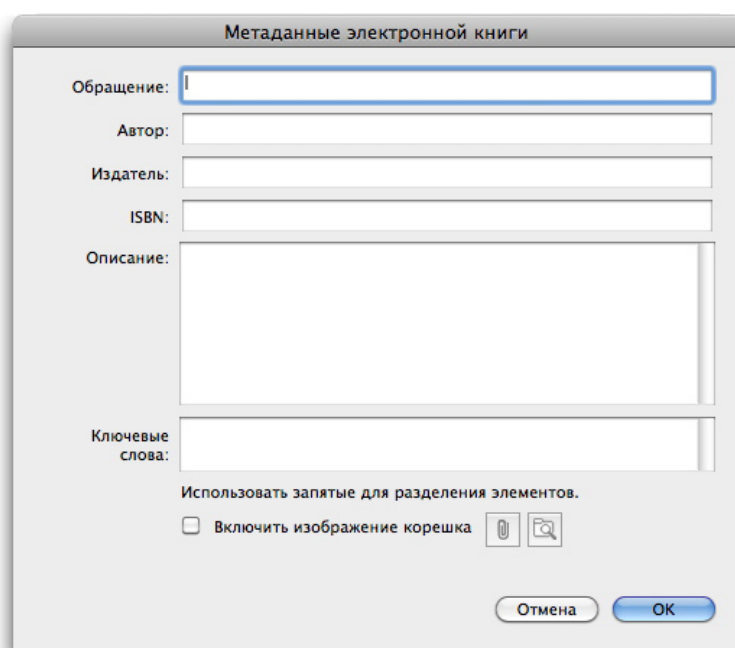 Метаданные электронной книги
Обращение:
Автор:
Издатель:
ISBN:
Описание:
Ключевые
слова:
Использовать запятые для разделения элементов.
Включить изображение корешка
Отмена OK